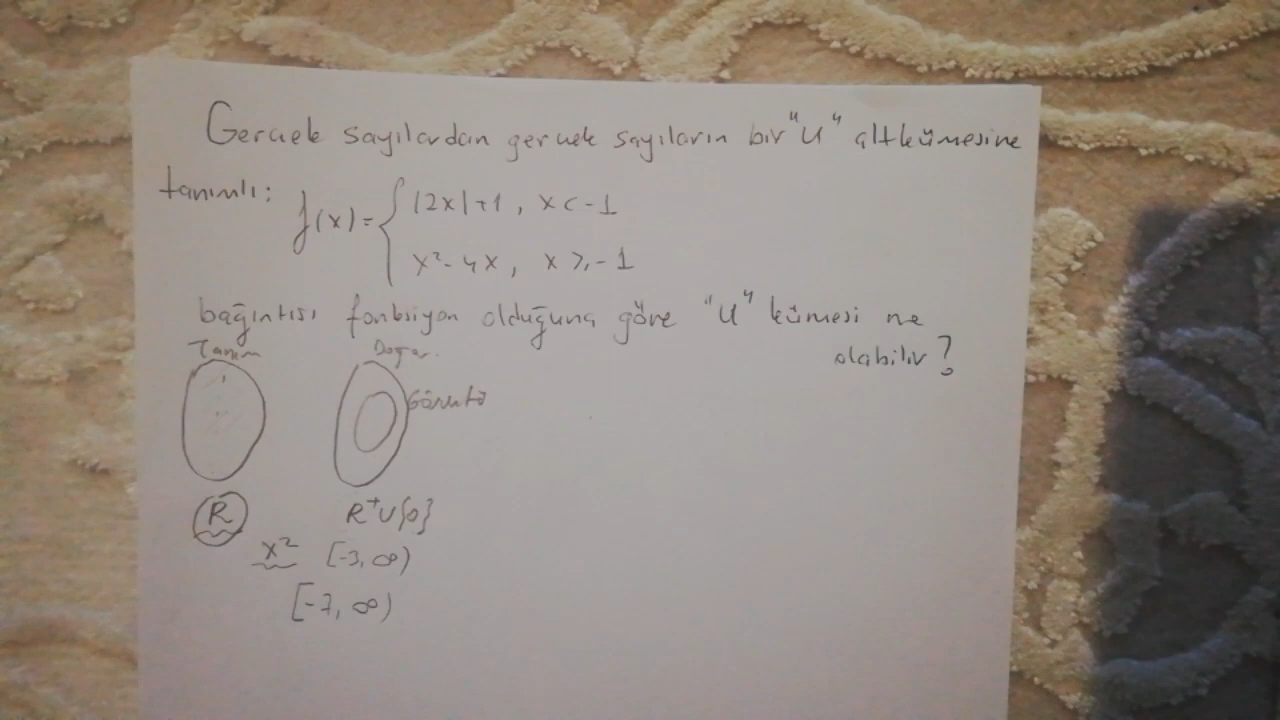 Gercek sayılardan gercek sayıların bir "U" altkümesine
tanımlı:
f(x)= { |2x|+1, x<-1
x²-4x, x≥-1
bağıntısı fonksiyon olduğuna göre "U" kümesi ne
olabilir?
Tanım Değer.
Görüntü
R R⁺∪{0}
x² [-3,∞)
[-7,∞)